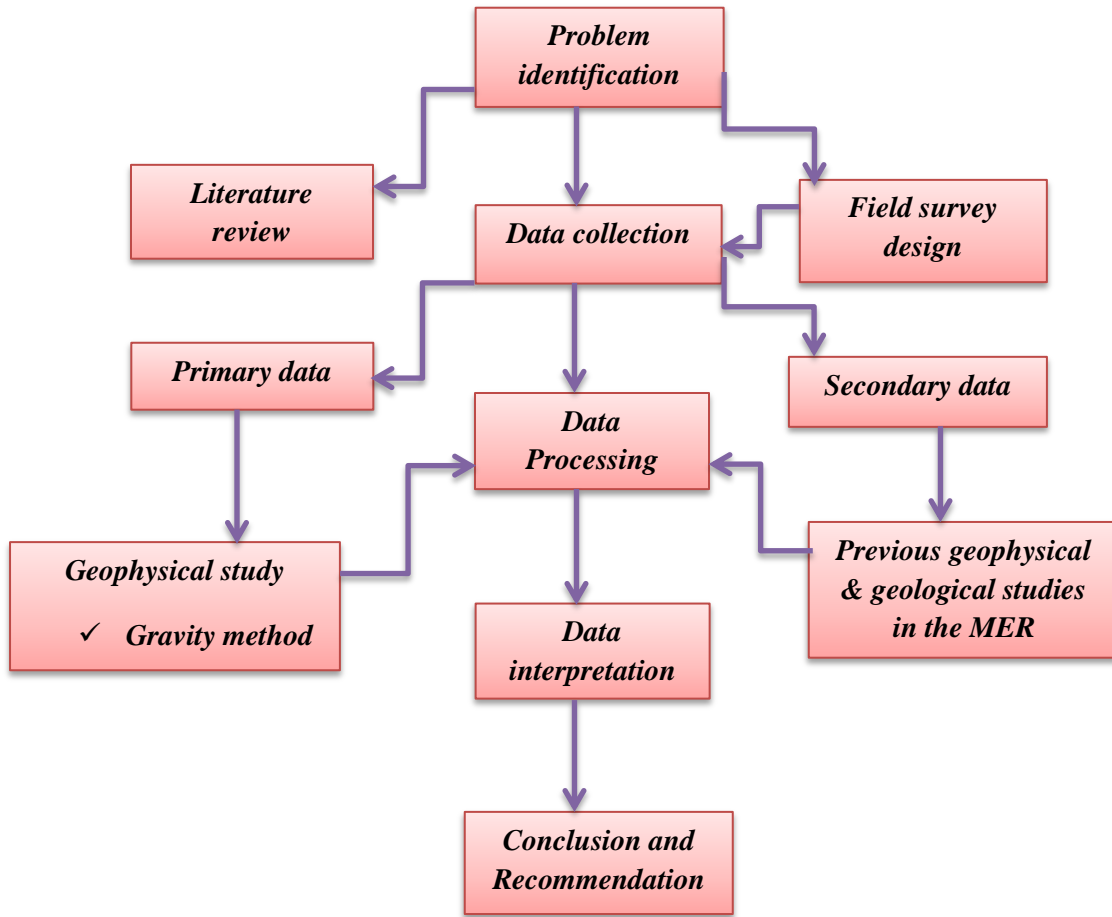 Problem
identification
Literature
review
Data collection
Field survey
design
Primary data
Secondary data
Data
Processing
Geophysical study
✓ Gravity method
Previous geophysical
& geological studies
in the MER
Data
interpretation
Conclusion and
Recommendation